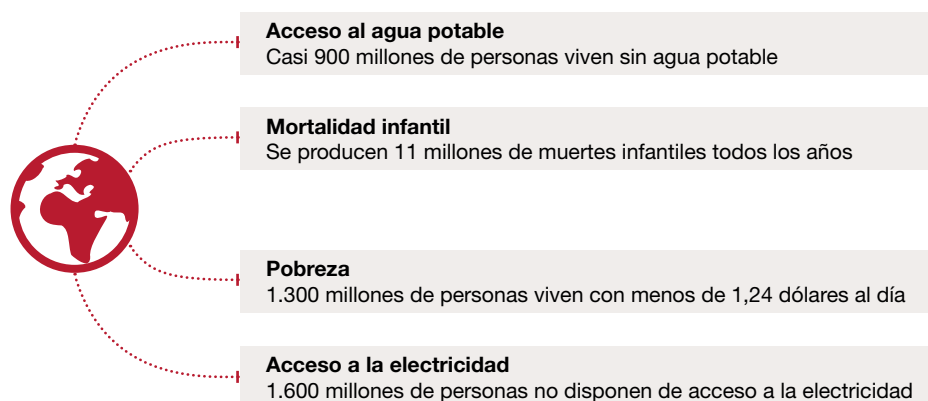 Acceso al agua potable
Casi 900 millones de personas viven sin agua potable
Mortalidad infantil
Se producen 11 millones de muertes infantiles todos los años
Pobreza
1.300 millones de personas viven con menos de 1,24 dólares al día
Acceso a la electricidad
1.600 millones de personas no disponen de acceso a la electricidad